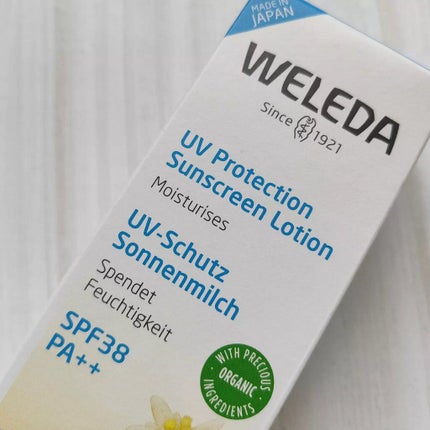 MADE IN
JAPAN
WELEDA
Since 1921
UV Protection
Sunscreen Lotion
Moisturises
UV-Schutz
Sonnenmilch
Spendet
Feuchtigkeit
SPF38
PA++
WITH PRECIOUS
ORGANIC
INGREDIENTS